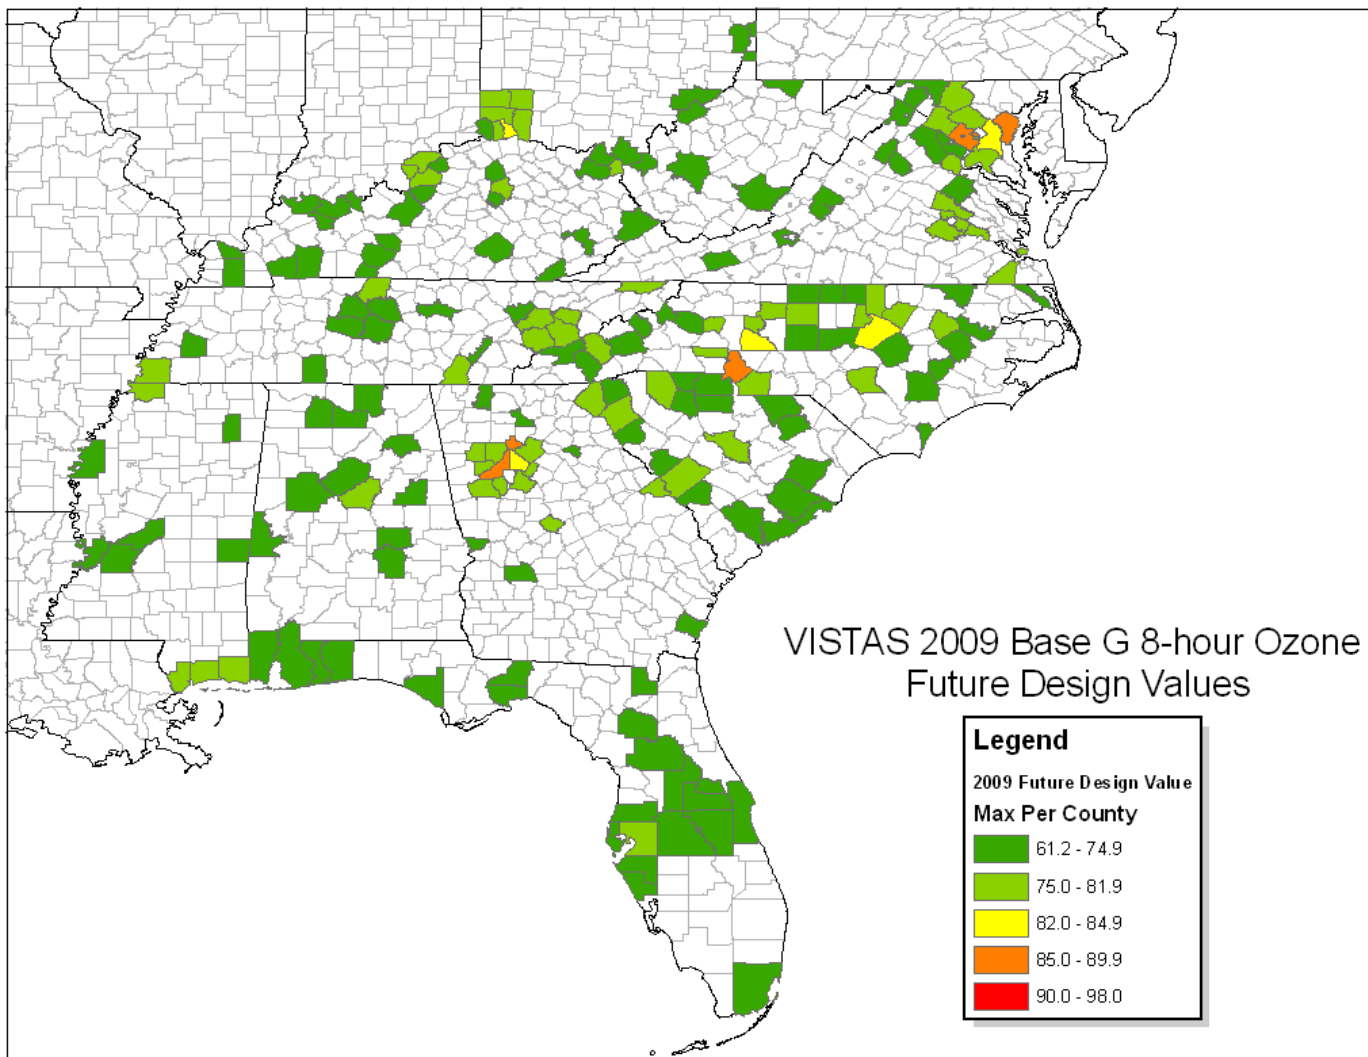 VISTAS 2009 Base G 8-hour Ozone
Future Design Values
Legend
2009 Future Design Value
Max Per County
61.2 - 74.9
75.0 - 81.9
82.0 - 84.9
85.0 - 89.9
90.0 - 98.0